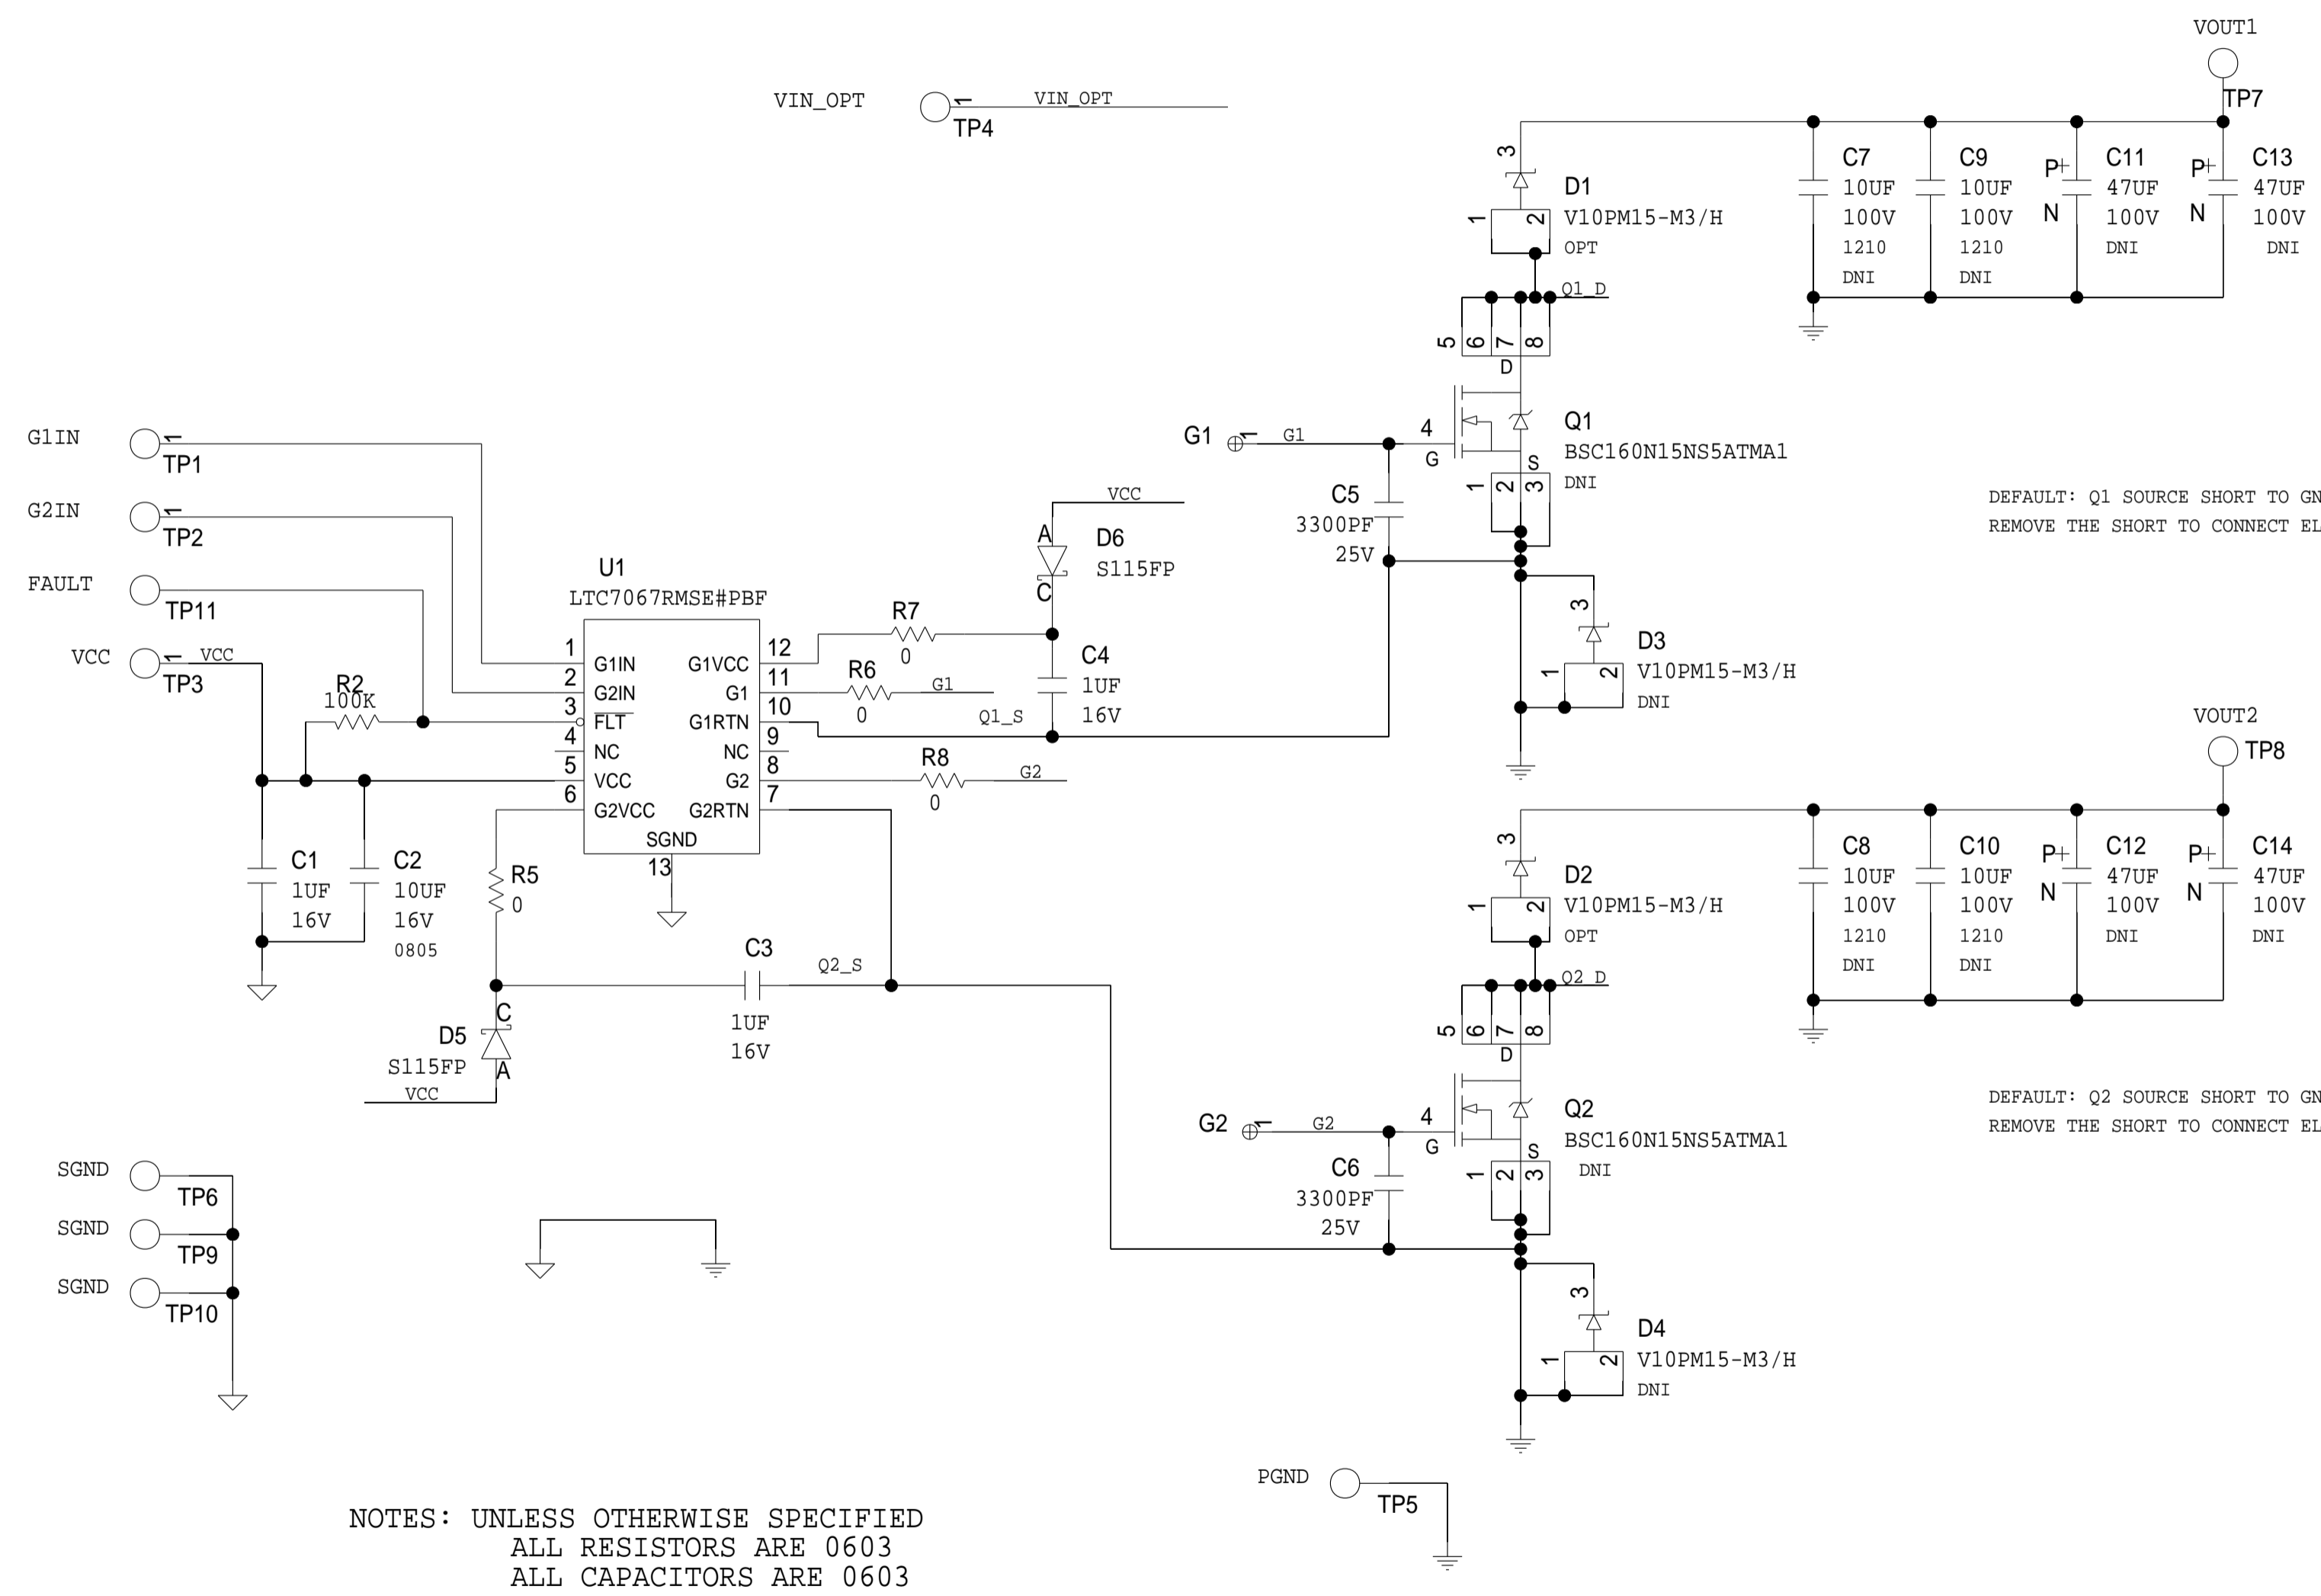 VOUT1
TP7
VIN_OPT
1
VIN_OPT
TP4
3
D1
V10PM15-M3/H
OPT
1
2
Q1_D
P+
N
P+
N
C7
10UF
100V
1210
DNI
C9
10UF
100V
1210
DNI
C11
47UF
100V
DNI
C13
47UF
100V
DNI
5
6
7
8
D
G1
1
G1
4
G
Q1
BSC160N15NS5ATMA1
DNI
S
1
2
3
C5
3300PF
25V
DEFAULT: Q1 SOURCE SHORT TO GN
REMOVE THE SHORT TO CONNECT EL
G1IN
1
TP1
G2IN
1
TP2
FAULT
TP11
VCC
1
VCC
TP3
R2
100K
U1
LTC7067RMSE#PBF
1
G1IN
2
G2IN
3
FLT
4
NC
5
VCC
6
G2VCC
12
G1VCC
11
G1
10
G1RTN
9
NC
8
G2
7
G2RTN
SGND
13
VCC
A
D6
S115FP
C
R7
0
R6
0
G1
Q1_S
C4
1UF
16V
R8
0
G2
3
D3
V10PM15-M3/H
DNI
1
2
C1
1UF
16V
C2
10UF
16V
0805
R5
0
C3
1UF
16V
Q2_S
C
D5
S115FP
A
VCC
VOUT2
TP8
3
D2
V10PM15-M3/H
OPT
1
2
Q2_D
P+
N
P+
N
C8
10UF
100V
1210
DNI
C10
10UF
100V
1210
DNI
C12
47UF
100V
DNI
C14
47UF
100V
DNI
5
6
7
8
D
G2
1
G2
4
G
Q2
BSC160N15NS5ATMA1
DNI
S
1
2
3
C6
3300PF
25V
DEFAULT: Q2 SOURCE SHORT TO GN
REMOVE THE SHORT TO CONNECT EL
3
D4
V10PM15-M3/H
DNI
1
2
SGND
TP6
SGND
TP9
SGND
TP10
PGND
TP5
NOTES: UNLESS OTHERWISE SPECIFIED
ALL RESISTORS ARE 0603
ALL CAPACITORS ARE 0603